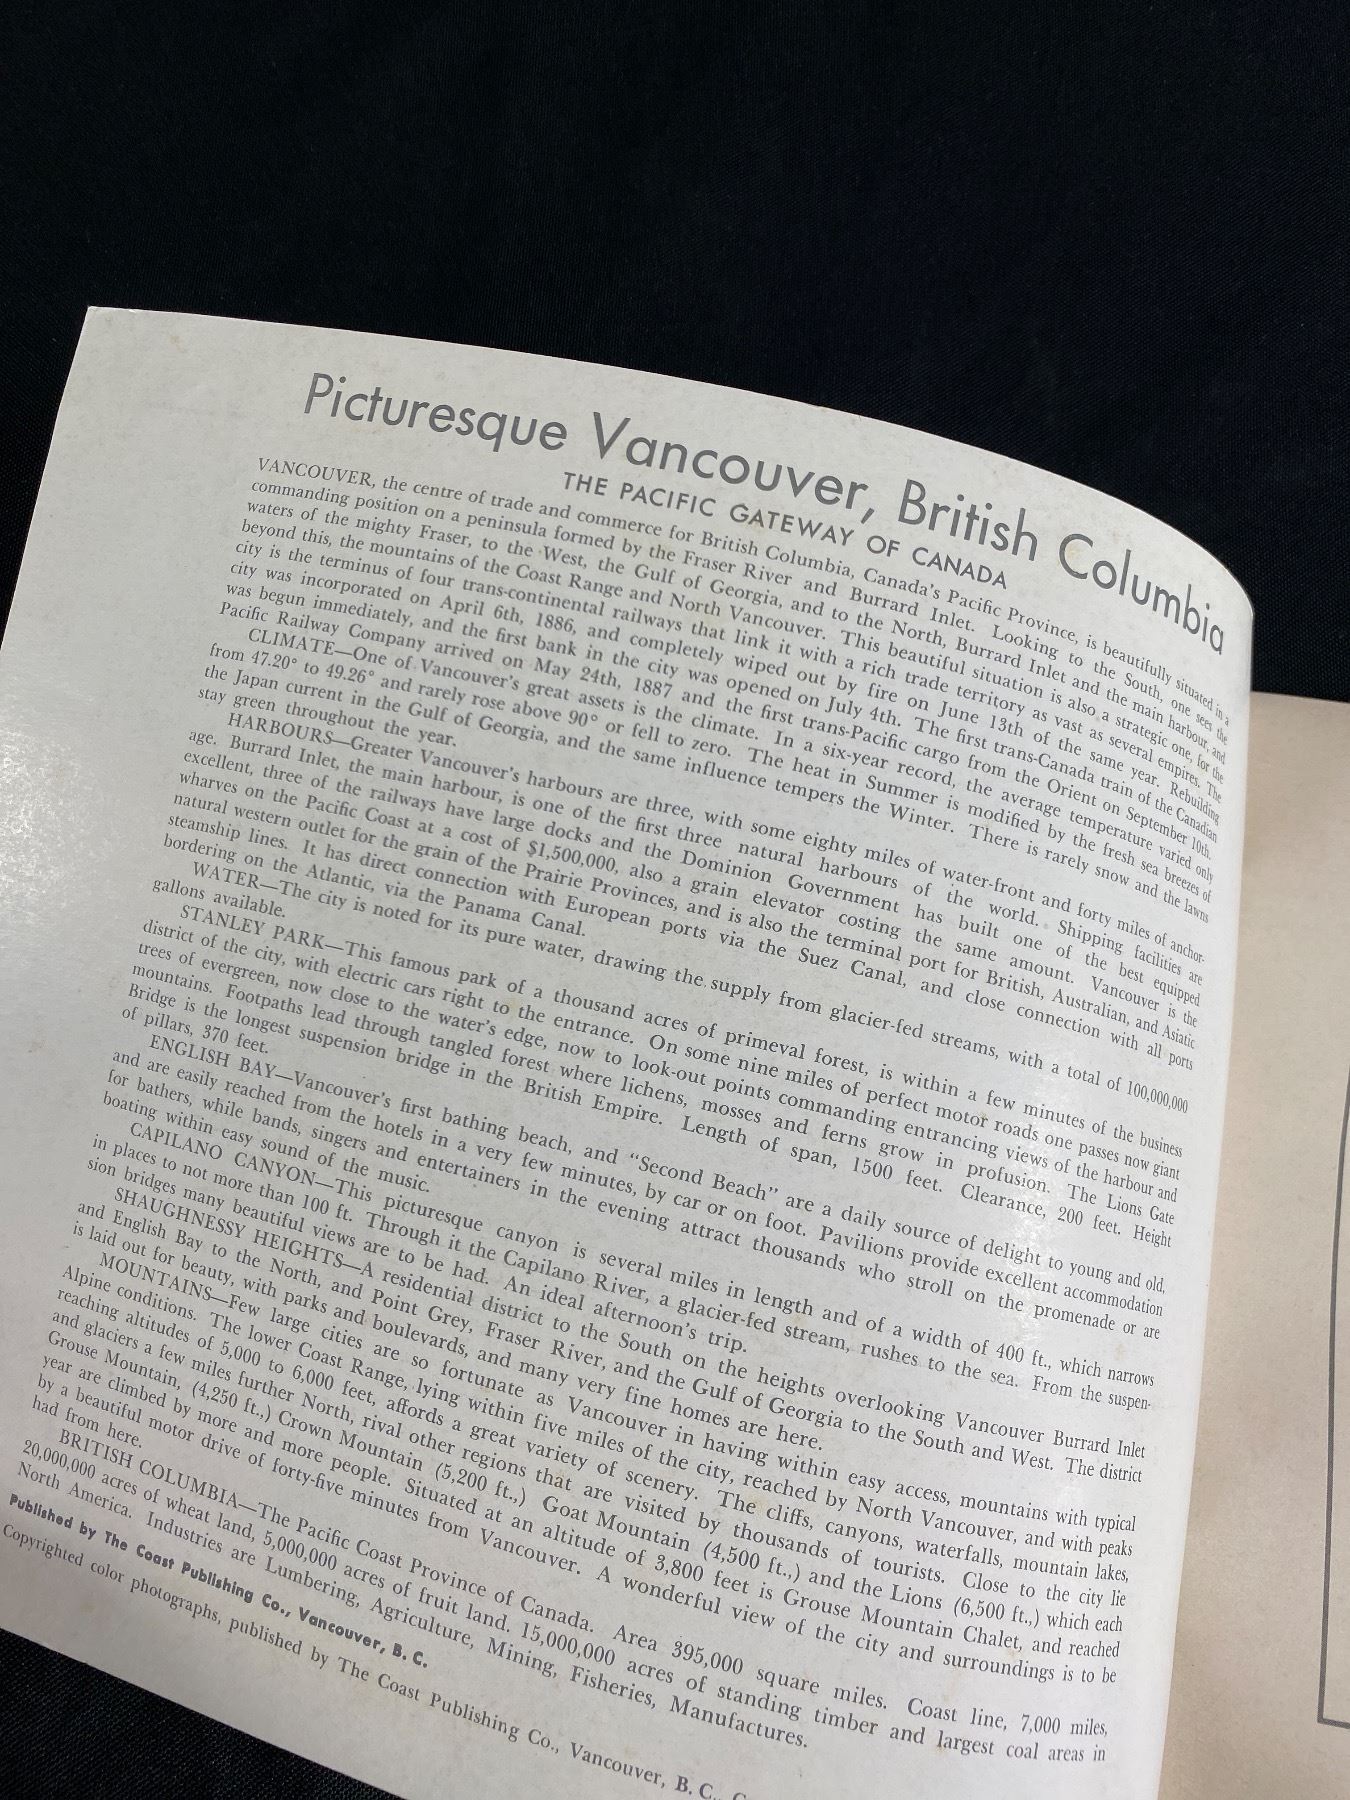 Picturesque Vancouver, British Columbia
THE PACIFIC GATEWAY OF CANADA
VANCOUVER, the centre of trade and commerce for British Columbia, Canada's Pacific Province, is beautifully situated in a
commanding position on a peninsula formed by the Fraser River and Burrard Inlet. Looking to the South, one sees the
waters of the mighty Fraser, to the West, the Gulf of Georgia, and to the North, Burrard Inlet and the main harbour, and
beyond this, the mountains of the Coast Range and North Vancouver. This beautiful situation is also a strategic one, for the
city is the terminus of four trans-continental railways that link it with a rich trade territory as vast as several empires. The
city was incorporated on April 6th, 1886, and completely wiped out by fire on June 13th of the same year. Rebuilding
was begun immediately, and the first bank in the city was opened on July 4th. The first trans-Canada train of the Canadian
Pacific Railway Company arrived on May 24th, 1887 and the first trans-Pacific cargo from the Orient on September 10th.
CLIMATE—One of Vancouver's great assets is the climate. In a six-year record, the average temperature varied only
from 47.20° to 49.26° and rarely rose above 90° or fell to zero. The heat in Summer is modified by the fresh sea breezes of
the Japan current in the Gulf of Georgia, and the same influence tempers the Winter. There is rarely snow and the lawns
stay green throughout the year.
HARBOURS—Greater Vancouver's harbours are three, with some eighty miles of water-front and forty miles of anchor-
age. Burrard Inlet, the main harbour, is one of the first three natural harbours of the world. Shipping facilities are
excellent, three of the railways have large docks and the Dominion Government has built one of the best equipped
wharves on the Pacific Coast at a cost of $1,500,000, also a grain elevator costing the same amount. Vancouver is the
natural western outlet for the grain of the Prairie Provinces, and is also the terminal port for British, Australian, and Asiatic
steamship lines. It has direct connection with European ports via the Suez Canal, and close connection with all ports
bordering on the Atlantic, via the Panama Canal.
WATER—The city is noted for its pure water, drawing the supply from glacier-fed streams, with a total of 100,000,000
gallons available.
STANLEY PARK—This famous park of a thousand acres of primeval forest, is within a few minutes of the business
district of the city, with electric cars right to the entrance. On some nine miles of perfect motor roads one passes now giant
trees of evergreen, now close to the water's edge, now to look-out points commanding entrancing views of the harbour and
mountains. Footpaths lead through tangled forest where lichens, mosses and ferns grow in profusion. The Lions Gate
Bridge is the longest suspension bridge in the British Empire. Length of span, 1500 feet. Clearance, 200 feet. Height
of pillars, 370 feet.
ENGLISH BAY—Vancouver's first bathing beach, and "Second Beach" are a daily source of delight to young and old,
and are easily reached from the hotels in a very few minutes, by car or on foot. Pavilions provide excellent accommodation
for bathers, while bands, singers and entertainers in the evening attract thousands who stroll on the promenade or are
boating within easy sound of the music.
CAPILANO CANYON—This picturesque canyon is several miles in length and of a width of 400 ft., which narrows
in places to not more than 100 ft. Through it the Capilano River, a glacier-fed stream, rushes to the sea. From the suspen-
sion bridges many beautiful views are to be had. An ideal afternoon's trip.
SHAUGHNESSY HEIGHTS—A residential district to the South on the heights overlooking Vancouver Burrard Inlet
and English Bay to the North, and Point Grey, Fraser River, and the Gulf of Georgia to the South and West. The district
is laid out for beauty, with parks and boulevards, and many very fine homes are here.
MOUNTAINS—Few large cities are so fortunate as Vancouver in having within easy access, mountains with typical
Alpine conditions. The lower Coast Range, lying within five miles of the city, reached by North Vancouver, and with peaks
reaching altitudes of 5,000 to 6,000 feet, affords a great variety of scenery. The cliffs, canyons, waterfalls, mountain lakes,
and glaciers a few miles further North, rival other regions that are visited by thousands of tourists. Close to the city lie
Grouse Mountain, (4,250 ft.,) Crown Mountain (5,200 ft.,) Goat Mountain (4,500 ft.,) and the Lions (6,500 ft.,) which each
year are climbed by more and more people. Situated at an altitude of 3,800 feet is Grouse Mountain Chalet, and reached
by a beautiful motor drive of forty-five minutes from Vancouver. A wonderful view of the city and surroundings is to be
had from here.
BRITISH COLUMBIA—The Pacific Coast Province of Canada. Area 395,000 square miles. Coast line, 7,000 miles,
20,000,000 acres of wheat land, 5,000,000 acres of fruit land. 15,000,000 acres of standing timber and largest coal areas in
North America. Industries are Lumbering, Agriculture, Mining, Fisheries, Manufactures.
Published by The Coast Publishing Co., Vancouver, B. C.
Copyrighted color photographs, published by The Coast Publishing Co., Vancouver, B. C.,